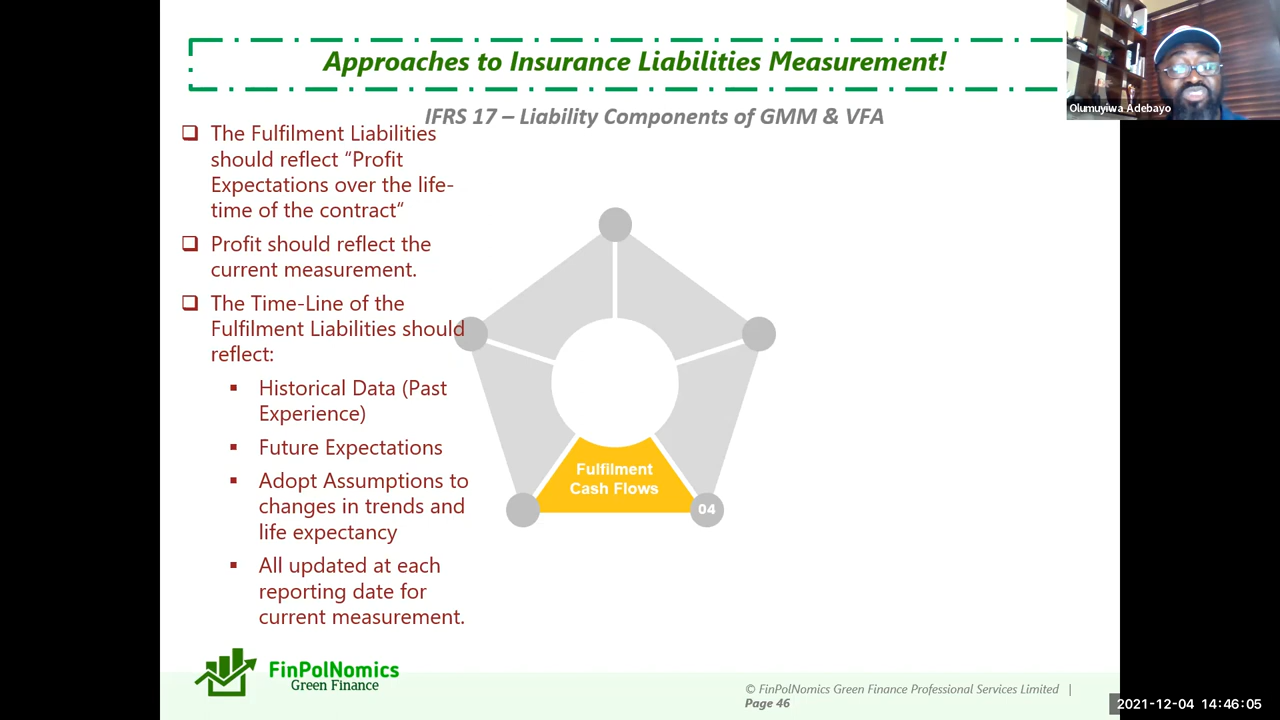 Approaches to Insurance Liabilities Measurement!
Olumuyiwa Adebayo
IFRS 17 – Liability Components of GMM & VFA
The Fulfilment Liabilities
should reflect “Profit
Expectations over the life-
time of the contract“
Profit should reflect the
current measurement.
The Time-Line of the
Fulfilment Liabilities should
reflect:
Historical Data (Past
Experience)
Future Expectations
Adopt Assumptions to
changes in trends and
life expectancy
All updated at each
reporting date for
current measurement.
Fulfilment
Cash Flows
04
FinPolNomics
Green Finance
© FinPolNomics Green Finance Professional Services Limited |
Page 46
2021-12-04 14:46:05